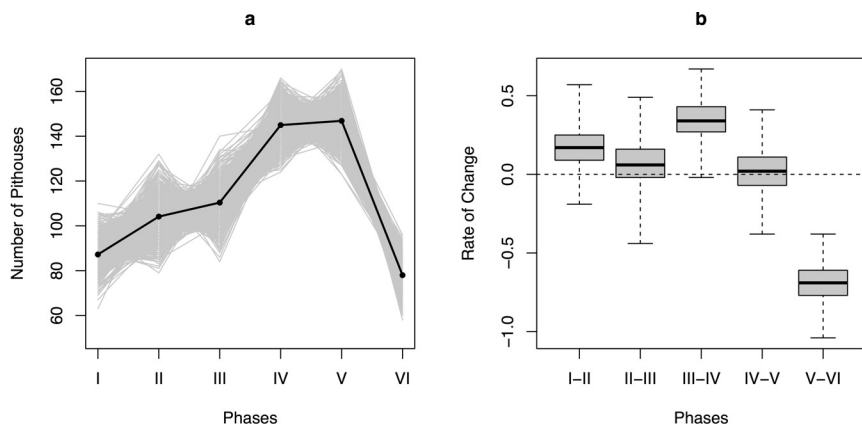 a
Number of Pithouses
160
140
120
100
80
60
I II III IV V VI
Phases
b
Rate of Change
0.5
0.0
−0.5
−1.0
I−II II−III III−IV IV−V V−VI
Phases